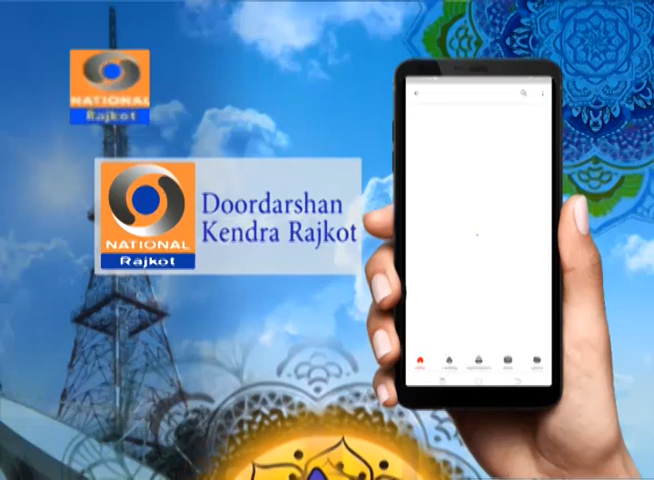 NATIONAL
Rajkot
NATIONAL
Rajkot
Doordarshan
Kendra Rajkot